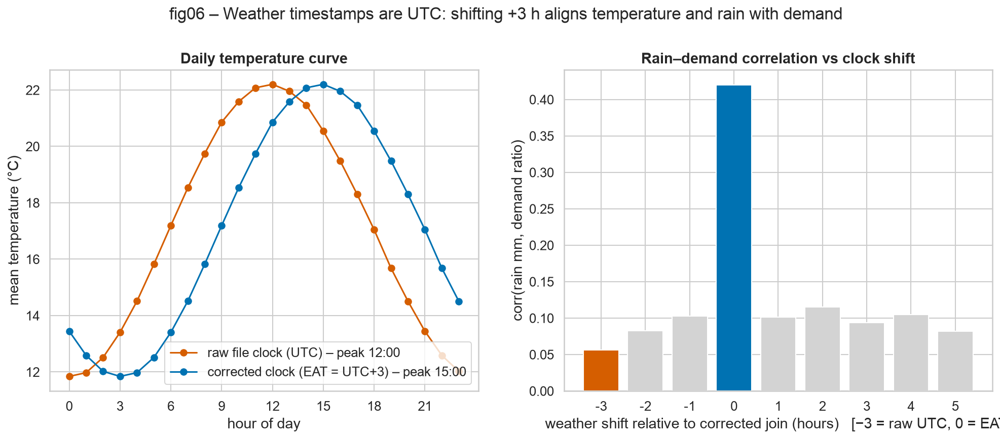 fig06 – Weather timestamps are UTC: shifting +3 h aligns temperature and rain with demand
Daily temperature curve
mean temperature (°C)
22
20
18
16
14
12
raw file clock (UTC) – peak 12:00
corrected clock (EAT = UTC+3) – peak 15:00
0 3 6 9 12 15 18 21
hour of day
Rain–demand correlation vs clock shift
corr(rain mm, demand ratio)
0.40
0.35
0.30
0.25
0.20
0.15
0.10
0.05
0.00
-3 -2 -1 0 1 2 3 4 5
weather shift relative to corrected join (hours) [−3 = raw UTC, 0 = EA